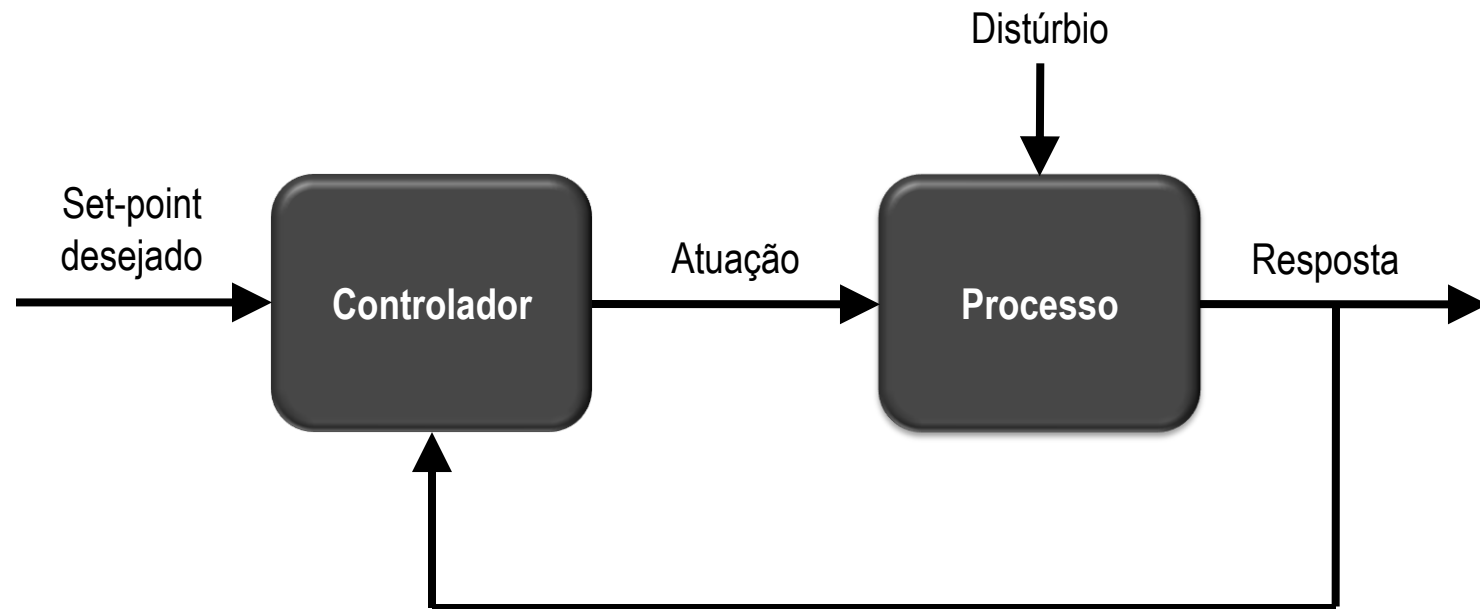 Distúrbio
Set-point
desejado
Controlador
Atuação
Processo
Resposta